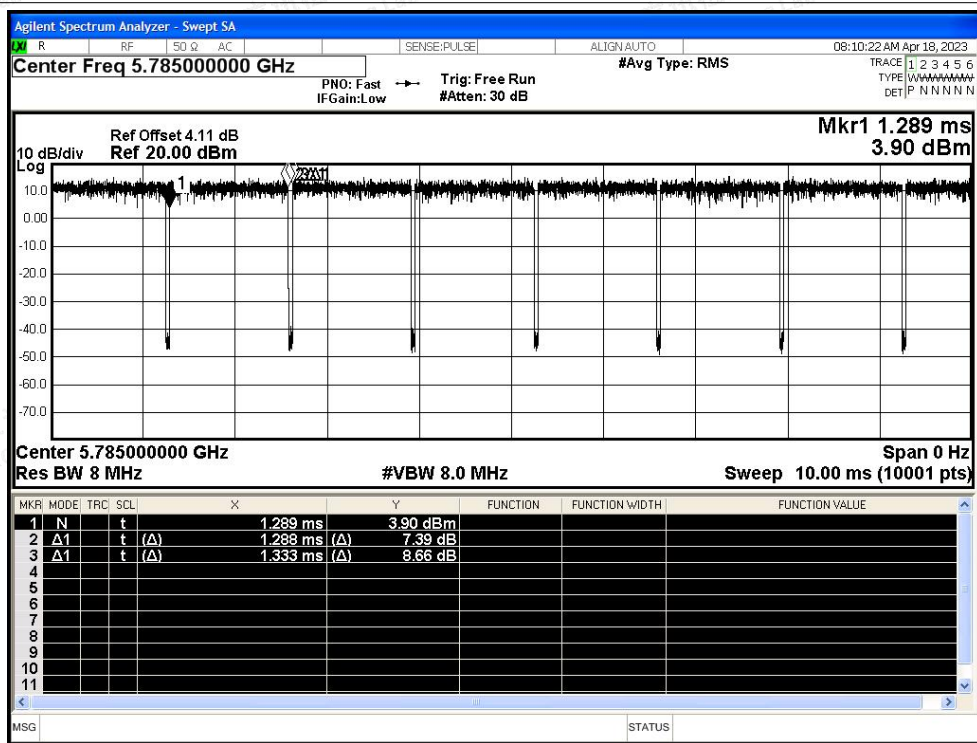 Agilent Spectrum Analyzer - Swept SA
LXI R RF 50 Ω AC SENSE:PULSE ALIGN AUTO 08:10:22 AM Apr 18, 2023
Center Freq 5.785000000 GHz #Avg Type: RMS TRACE 1 2 3 4 5 6
PNO: Fast Trig: Free Run TYPE WWWWWW
IFGain:Low #Atten: 30 dB DET P N N N N N
Mkr1 1.289 ms
Ref Offset 4.11 dB
10 dB/div Ref 20.00 dBm 3.90 dBm
Log
10.0
1
0.00
-10.0
-20.0
-30.0
-40.0
-50.0
-60.0
-70.0
Center 5.785000000 GHz Span 0 Hz
Res BW 8 MHz #VBW 8.0 MHz Sweep 10.00 ms (10001 pts)
MKR MODE TRC SCL X Y FUNCTION FUNCTION WIDTH FUNCTION VALUE
1 N t 1.289 ms 3.90 dBm
2 Δ1 t (Δ) 1.288 ms (Δ) 7.39 dB
3 Δ1 t (Δ) 1.333 ms (Δ) 8.66 dB
4
5
6
7
8
9
10
11
MSG STATUS